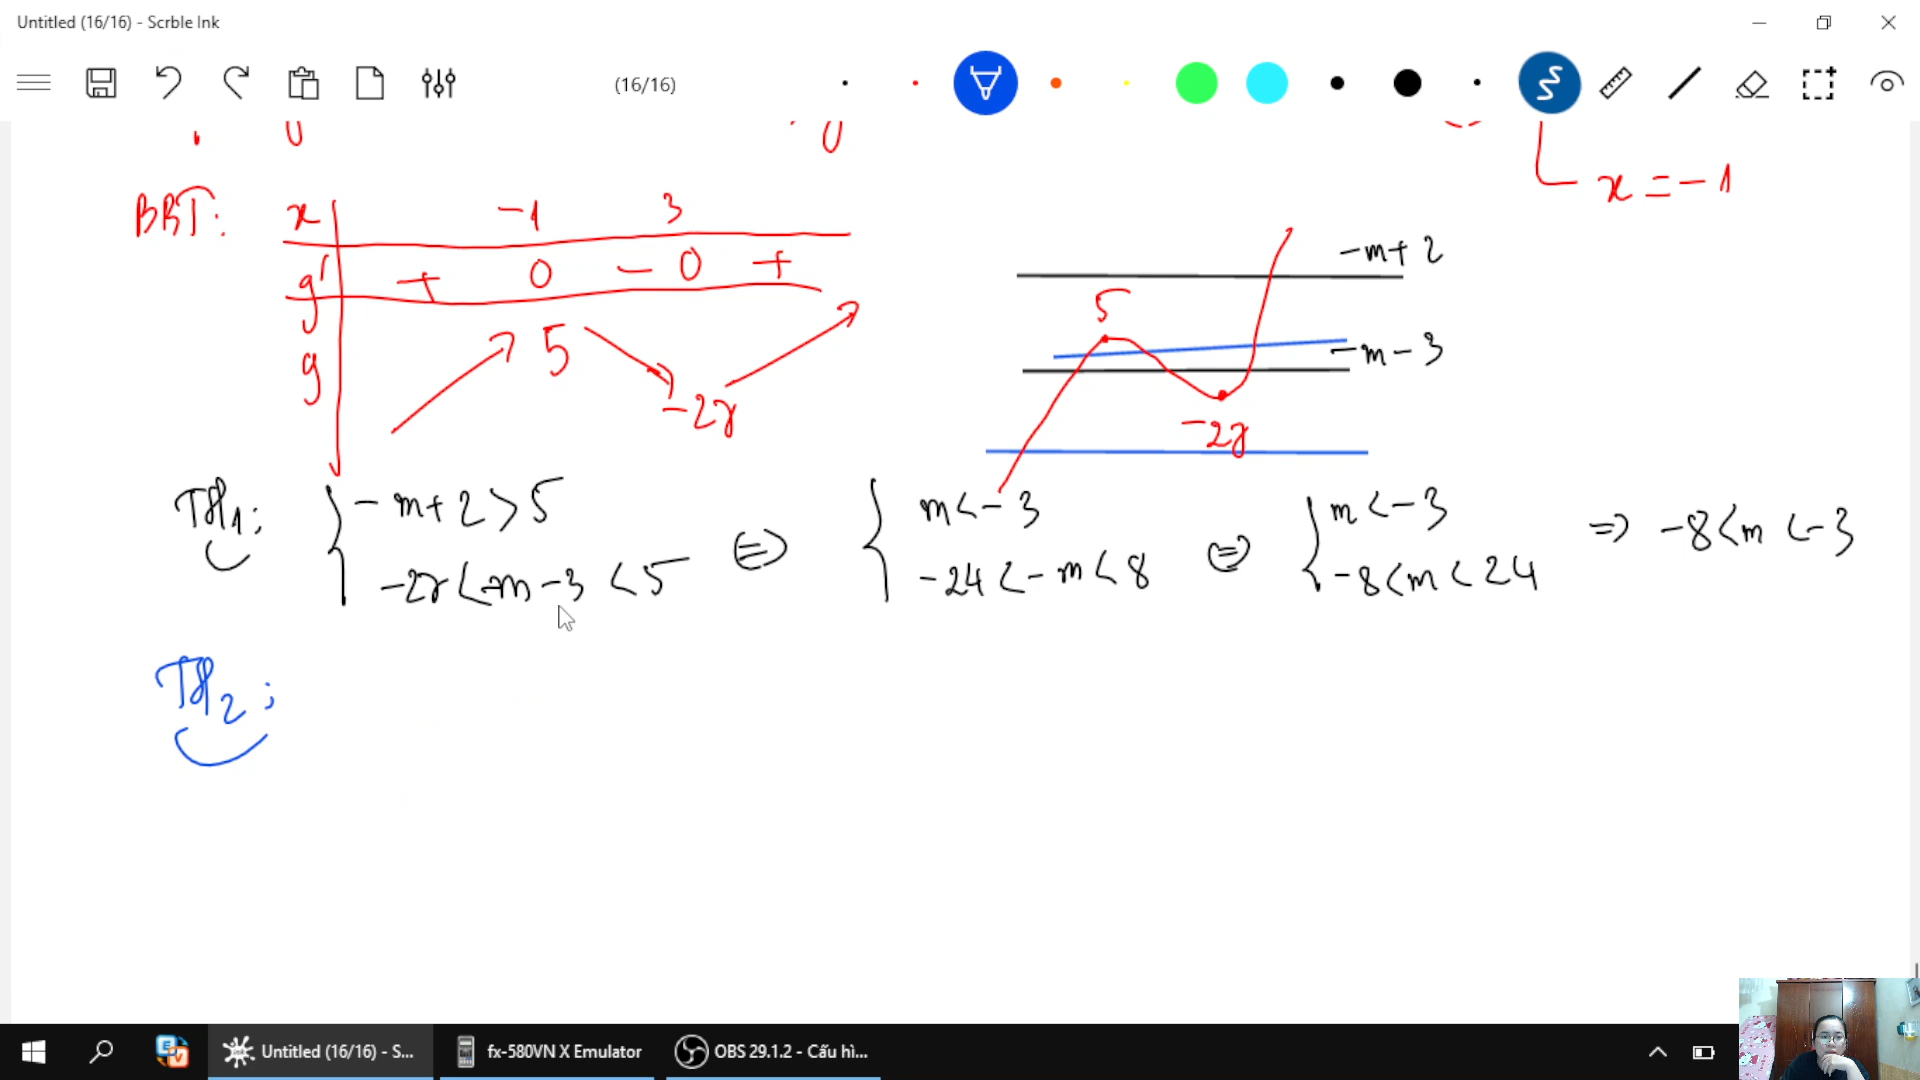 Untitled (16/16) - Scrble Ink
(16/16)
x = -1
BBT: x -1 3
g' + 0 - 0 +
g 5 -27
-m+2
5
-m-3
-27
TH1: { -m+2 > 5 ⇔ { m < -3 ⇔ { m < -3 ⇒ -8 < m < -3
-27 < -m-3 < 5 -24 < -m < 8 -8 < m < 24
TH2:
Untitled (16/16) - S... fx-580VN X Emulator OBS 29.1.2 - Cấu hì...